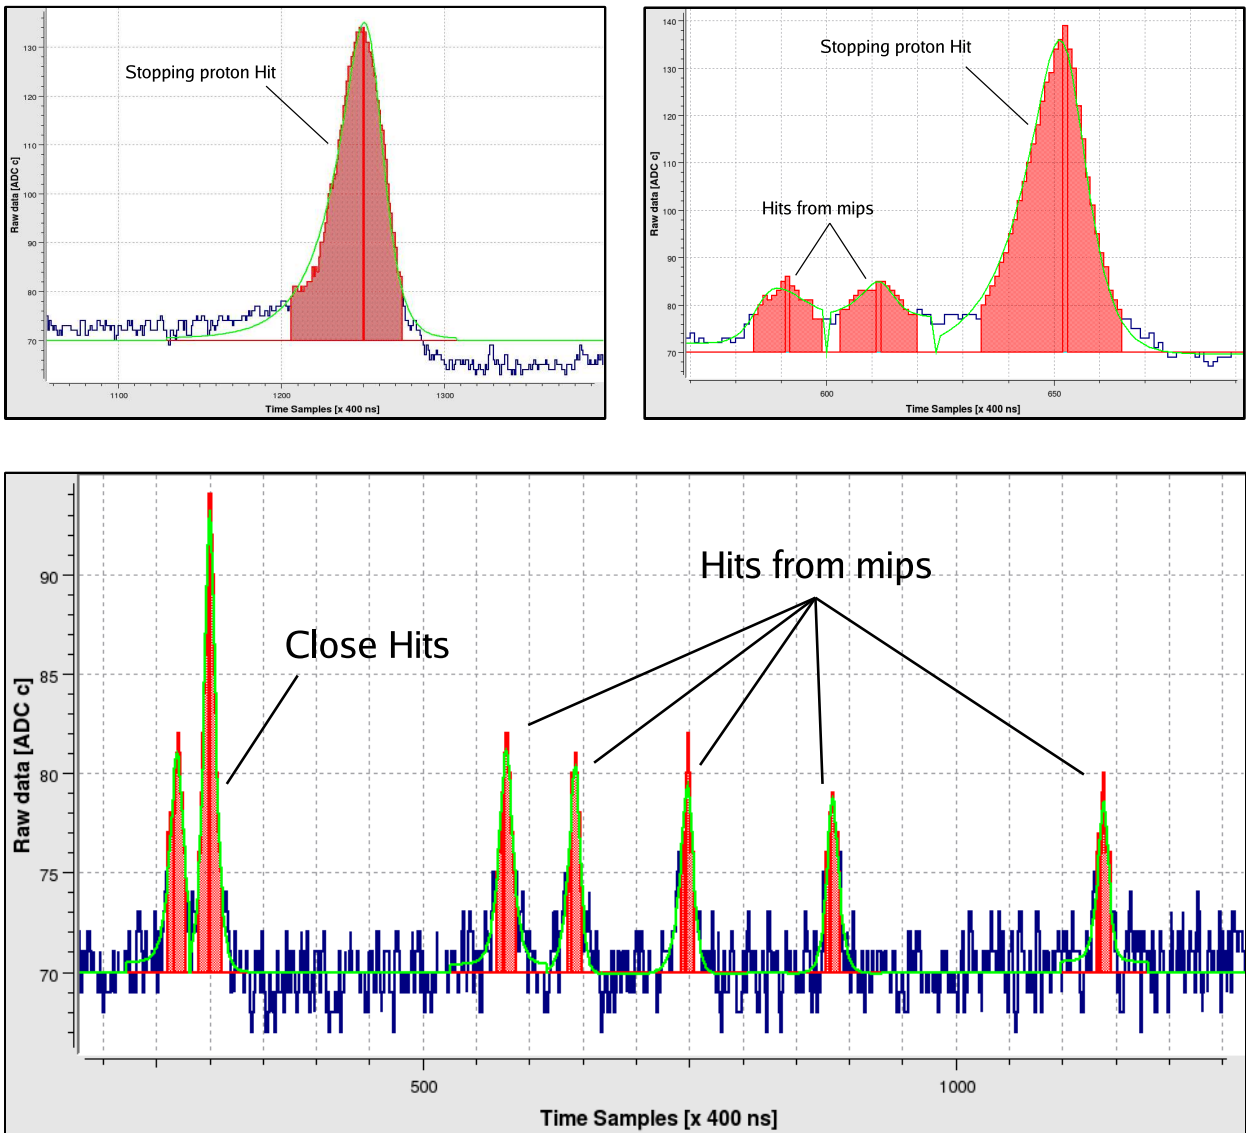 Stopping proton Hit
130
120
110
100
90
80
70
Raw data [ADC c]
1100
1200
1300
Time Samples [x 400 ns]
Stopping proton Hit
Hits from mips
140
130
120
110
100
90
80
70
Raw data [ADC c]
600
650
Time Samples [x 400 ns]
Hits from mips
Close Hits
90
85
80
75
70
Raw data [ADC c]
500
1000
Time Samples [x 400 ns]